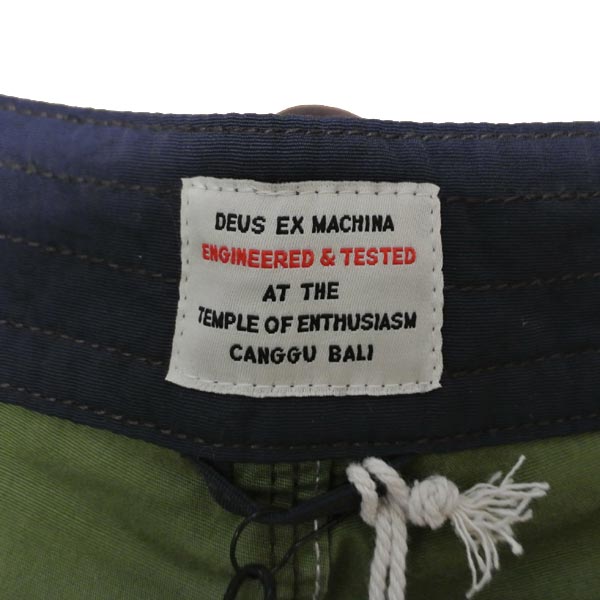 DEUS EX MACHINA
ENGINEERED & TESTED
AT THE
TEMPLE OF ENTHUSIASM
CANGGU BALI